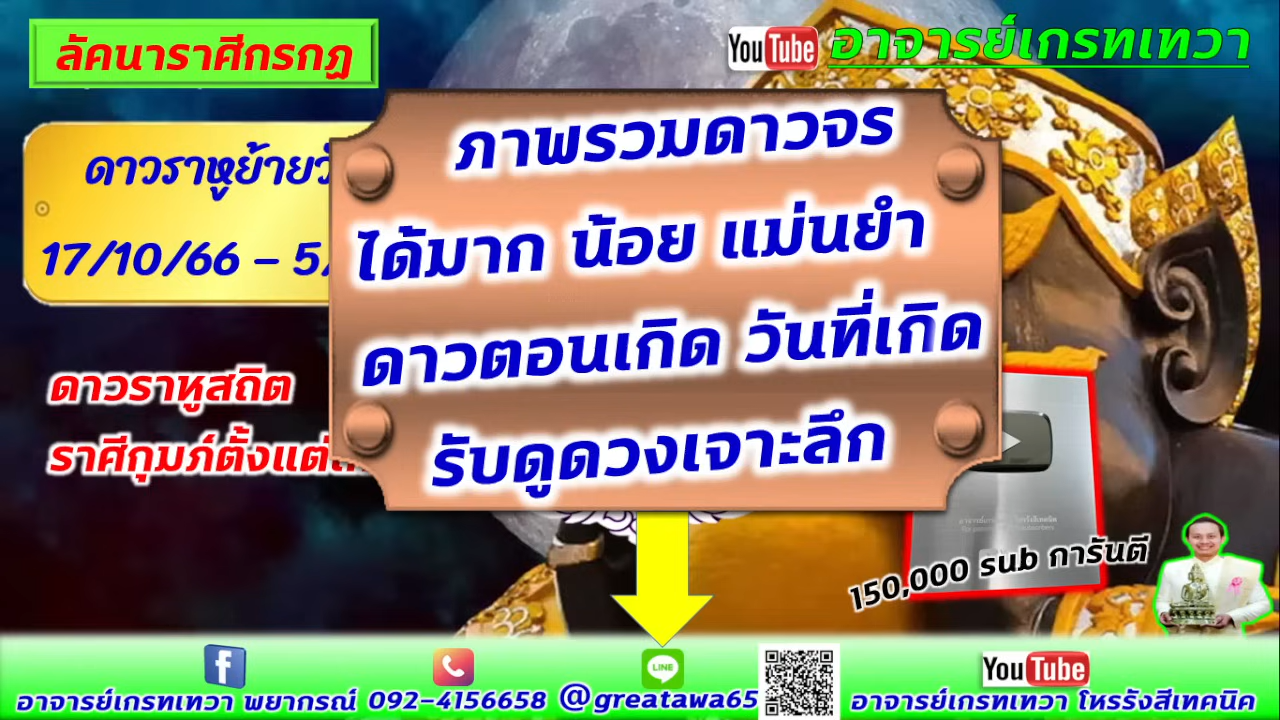 ลัคนาราศีกรกฏ
YouTube อาจารย์เกรทเทวา
ดาวราหูย้าย
17/10/66 – 5/
ภาพรวมดาวจร
ได้มาก น้อย แม่นยำ
ดาวตอนเกิด วันที่เกิด
รับดูดวงเจาะลึก
ดาวราหูสถิต
ราศีกุมภ์ตั้งแต่
150,000 sub การันตี
LINE
YouTube
อาจารย์เกรทเทวา พยากรณ์ 092-4156658 @greatawa65 อาจารย์เกรทเทวา โหรรังสีเทคนิค